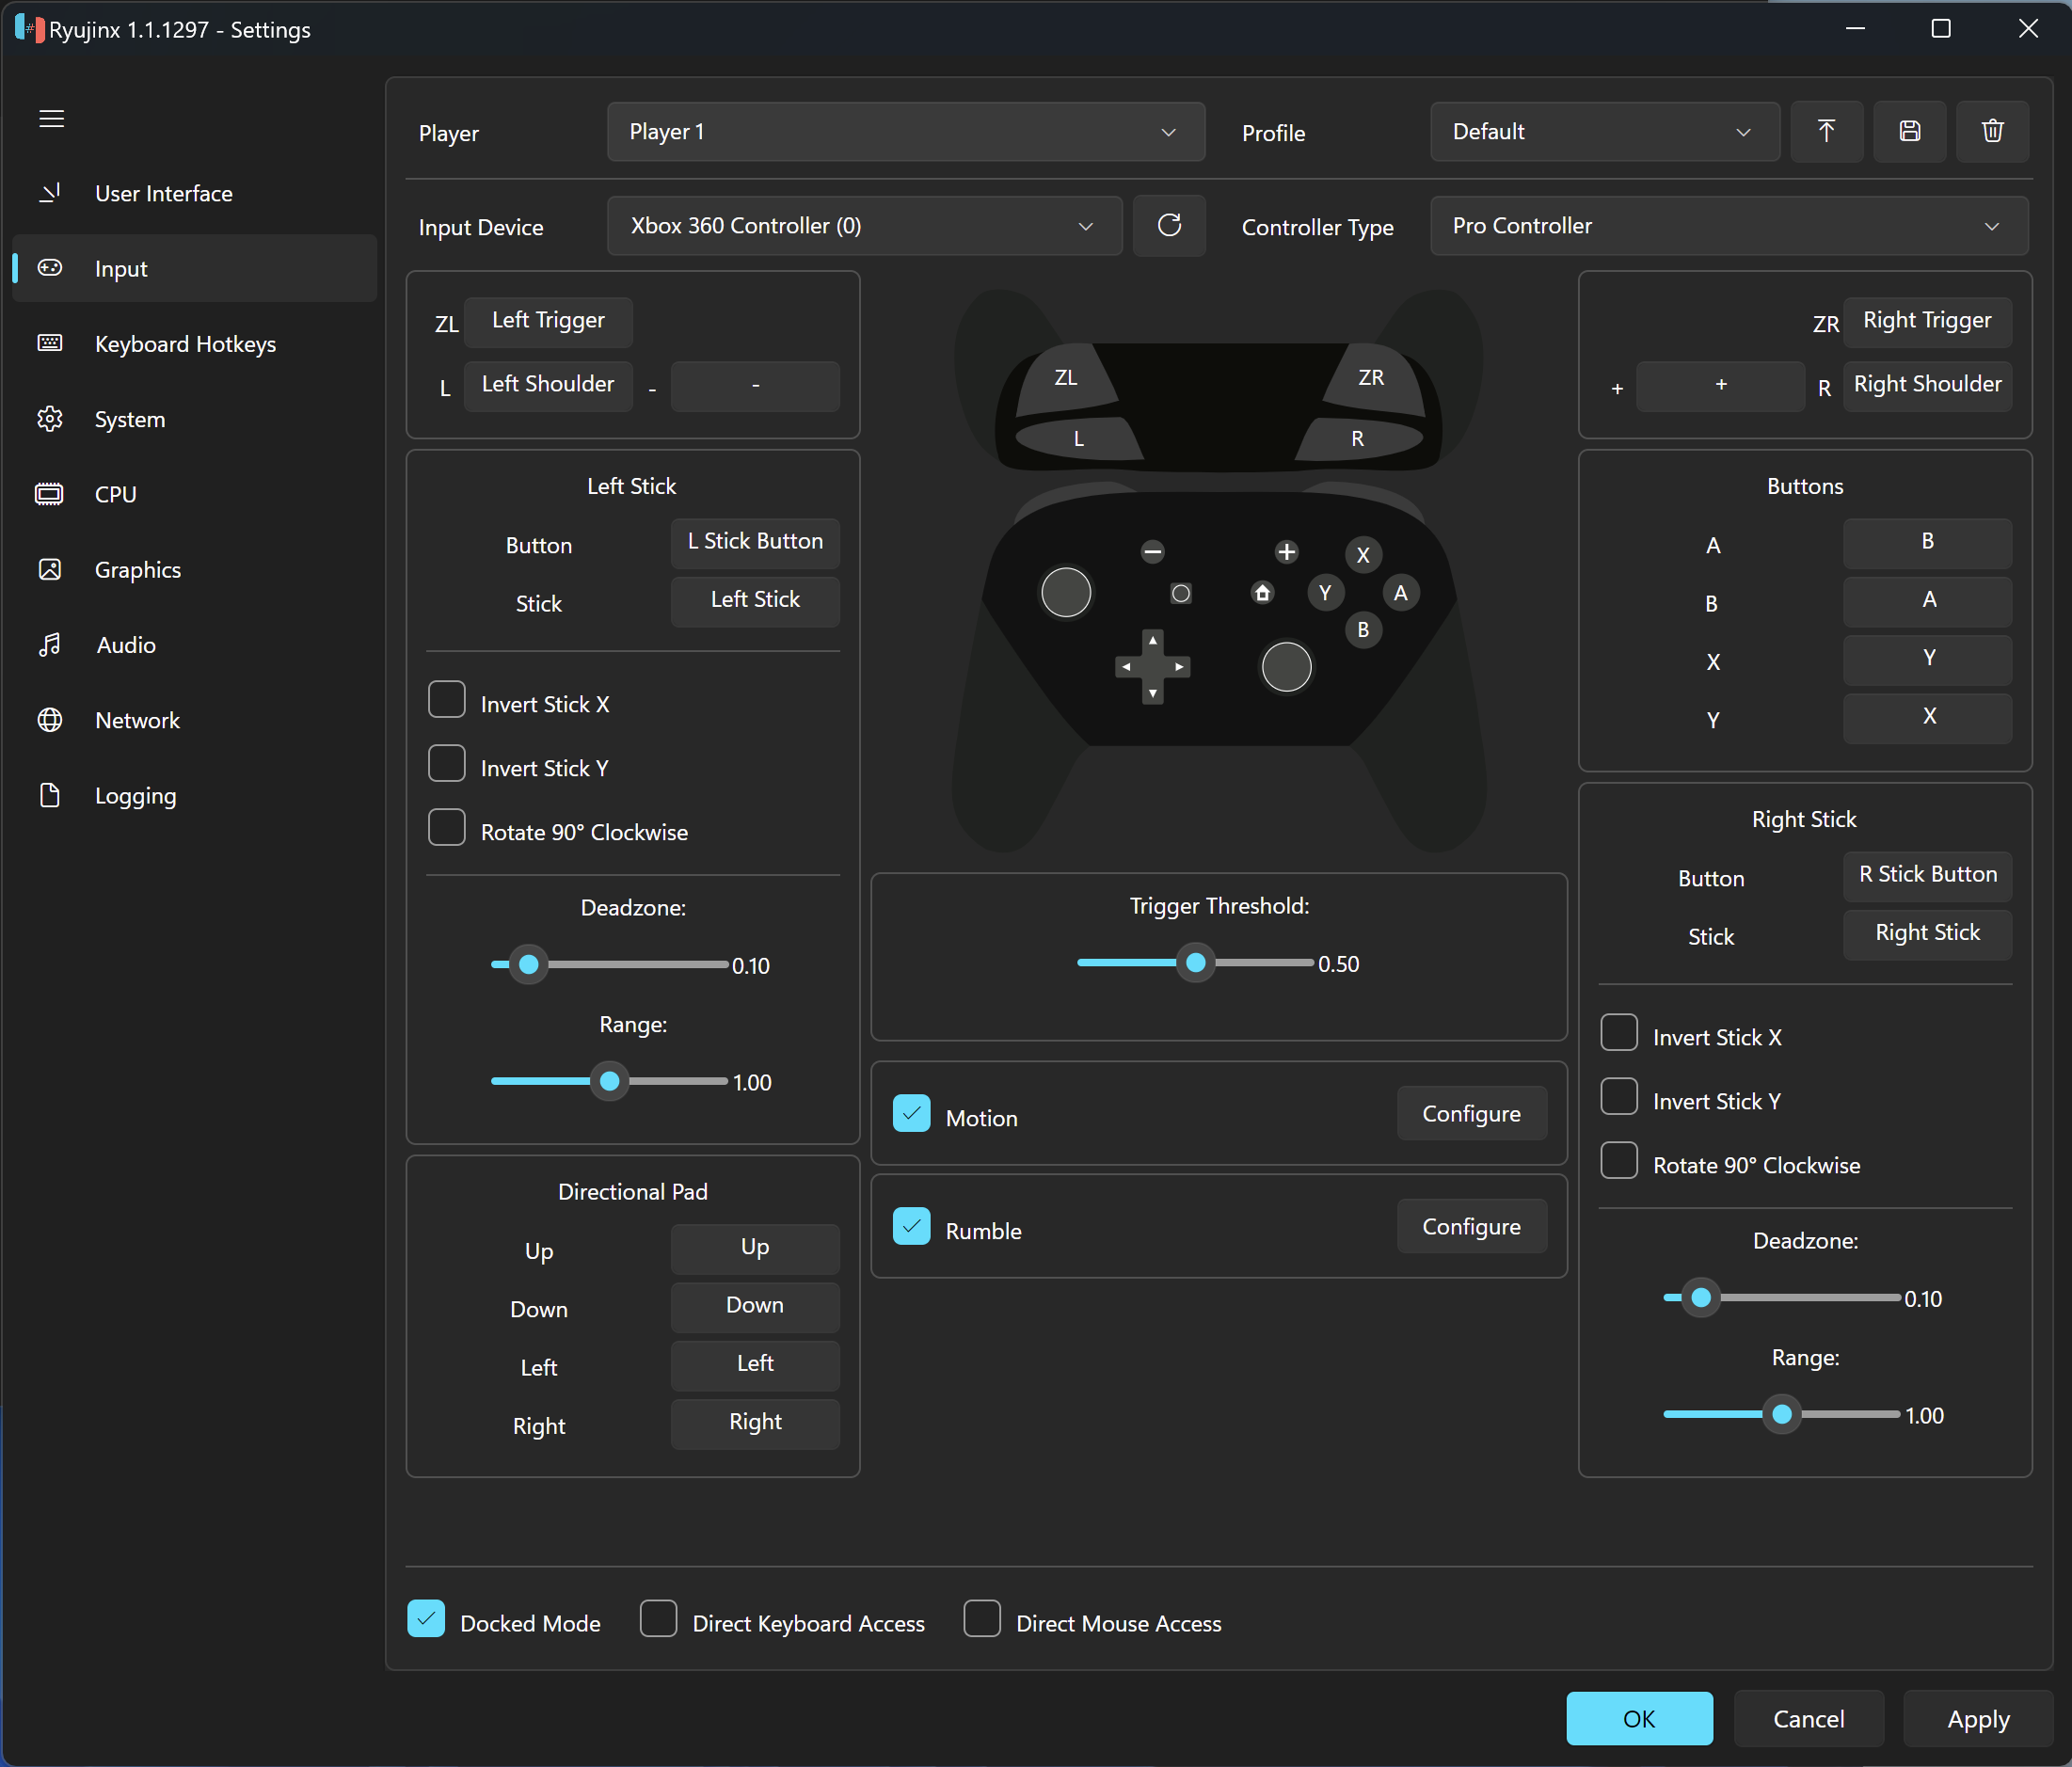 Ryujinx 1.1.1297 - Settings
User Interface
Input
Keyboard Hotkeys
System
CPU
Graphics
Audio
Network
Logging
Player Player 1 Profile Default
Input Device Xbox 360 Controller (0) Controller Type Pro Controller
ZL Left Trigger
L Left Shoulder - -
Left Stick
Button L Stick Button
Stick Left Stick
Invert Stick X
Invert Stick Y
Rotate 90° Clockwise
Deadzone:
0.10
Range:
1.00
Directional Pad
Up Up
Down Down
Left Left
Right Right
ZL ZR
L R
X
Y A
B
Trigger Threshold:
0.50
Motion Configure
Rumble Configure
ZR Right Trigger
+ + R Right Shoulder
Buttons
A B
B A
X Y
Y X
Right Stick
Button R Stick Button
Stick Right Stick
Invert Stick X
Invert Stick Y
Rotate 90° Clockwise
Deadzone:
0.10
Range:
1.00
Docked Mode Direct Keyboard Access Direct Mouse Access
OK Cancel Apply